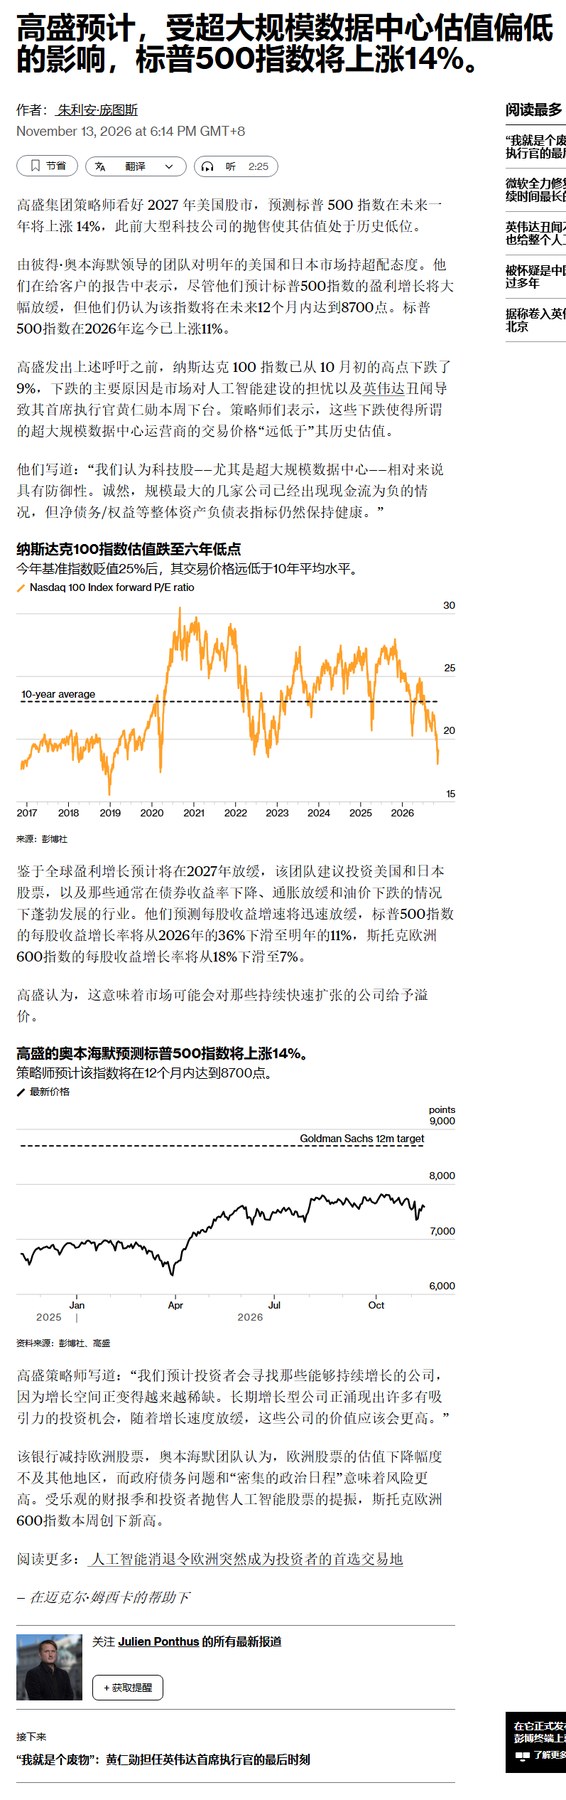 高盛预计，受超大规模数据中心估值偏低
的影响，标普500指数将上涨14%。
作者： 朱利安·庞图斯
November 13, 2026 at 6:14 PM GMT+8
节省
翻译
听 2:25
高盛集团策略师看好 2027 年美国股市，预测标普 500 指数在未来一
年将上涨 14%，此前大型科技公司的抛售使其估值处于历史低位。
由彼得·奥本海默领导的团队对明年的美国和日本市场持超配态度。他
们在给客户的报告中表示，尽管他们预计标普500指数的盈利增长将大
幅放缓，但他们仍认为该指数将在未来12个月内达到8700点。标普
500指数在2026年迄今已上涨11%。
高盛发出上述呼吁之前，纳斯达克 100 指数已从 10 月初的高点下跌了
9%，下跌的主要原因是市场对人工智能建设的担忧以及英伟达丑闻导
致其首席执行官黄仁勋本周下台。策略师们表示，这些下跌使得所谓
的超大规模数据中心运营商的交易价格“远低于”其历史估值。
他们写道：“我们认为科技股——尤其是超大规模数据中心——相对来说
具有防御性。诚然，规模最大的几家公司已经出现现金流为负的情
况，但净债务/权益等整体资产负债表指标仍然保持健康。”
纳斯达克100指数估值跌至六年低点
今年基准指数贬值25%后，其交易价格远低于10年平均水平。
Nasdaq 100 Index forward P/E ratio
30
25
10-year average
20
15
2017 2018 2019 2020 2021 2022 2023 2024 2025 2026
来源：彭博社
鉴于全球盈利增长预计将在2027年放缓，该团队建议投资美国和日本
股票，以及那些通常在债券收益率下降、通胀放缓和油价下跌的情况
下蓬勃发展的行业。他们预测每股收益增速将迅速放缓，标普500指数
的每股收益增长率将从2026年的36%下滑至明年的11%，斯托克欧洲
600指数的每股收益增长率将从18%下滑至7%。
高盛认为，这意味着市场可能会对那些持续快速扩张的公司给予溢
价。
高盛的奥本海默预测标普500指数将上涨14%。
策略师预计该指数将在12个月内达到8700点。
最新价格
points
9,000
Goldman Sachs 12m target
8,000
7,000
6,000
Jan Apr Jul Oct
2025 | 2026
资料来源：彭博社、高盛
高盛策略师写道：“我们预计投资者会寻找那些能够持续增长的公司，
因为增长空间正变得越来越稀缺。长期增长型公司正涌现出许多有吸
引力的投资机会，随着增长速度放缓，这些公司的价值应该会更高。”
该银行减持欧洲股票，奥本海默团队认为，欧洲股票的估值下降幅度
不及其他地区，而政府债务问题和“密集的政治日程”意味着风险更
高。受乐观的财报季和投资者抛售人工智能股票的提振，斯托克欧洲
600指数本周创下新高。
阅读更多： 人工智能消退令欧洲突然成为投资者的首选交易地
– 在迈克尔·姆西卡的帮助下
关注 Julien Ponthus 的所有最新报道
+ 获取提醒
接下来
“我就是个废物”：黄仁勋担任英伟达首席执行官的最后时刻
阅读最多
“我就是个废
执行官的最后
微软全力修复
续时间最长的
英伟达丑闻不
也给整个人工
被怀疑是中国
过多年
据称卷入英伟
北京
在它正式发布
彭博终端上
了解更多